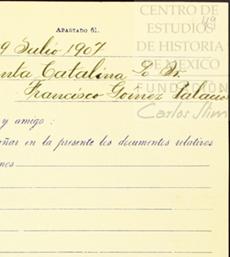 CENTRO DE
ESTUDIOS
DE HISTORIA
DE MÉXICO
FUNDACIÓN
Carlos Slim
49
APARTADO 61.
9 Julio 1907
nta Catalina
Francisco Gómez Palacio
y amigo:
ñar en la presente los documentos relativos
nes